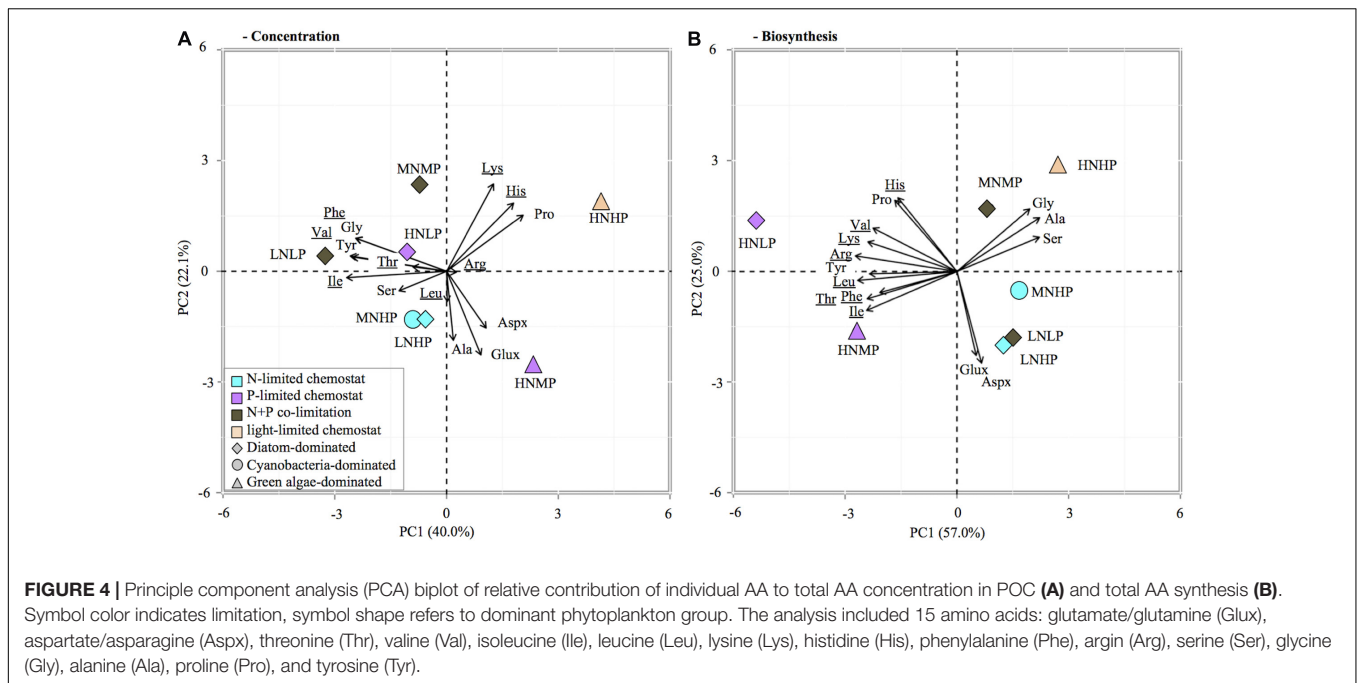 A - Concentration
6
3
0
-3
-6
PC2 (22.1%)
MNMP
Lys
His
Pro
HNHP
Phe
Gly
Val
Tyr
HNLP
LNLP
Thr
Arg
Ile
Ser
Leu
MNHP
LNHP
Aspx
Ala
Glux
HNMP
N-limited chemostat
P-limited chemostat
N+P co-limitation
light-limited chemostat
Diatom-dominated
Cyanobacteria-dominated
Green algae-dominated
-6 -3 0 3 6
PC1 (40.0%)
B - Biosynthesis
6
3
0
-3
-6
PC2 (25.0%)
HNHP
MNMP
His
Pro
Gly
Ala
Val
HNLP
Lys
Ser
Arg
Tyr
Leu
MNHP
Thr Phe
Ile
HNMP
LNLP
LNHP
Glux
Aspx
-6 -3 0 3 6
PC1 (57.0%)
FIGURE 4 | Principle component analysis (PCA) biplot of relative contribution of individual AA to total AA concentration in POC (A) and total AA synthesis (B).
Symbol color indicates limitation, symbol shape refers to dominant phytoplankton group. The analysis included 15 amino acids: glutamate/glutamine (Glux),
aspartate/asparagine (Aspx), threonine (Thr), valine (Val), isoleucine (Ile), leucine (Leu), lysine (Lys), histidine (His), phenylalanine (Phe), argin (Arg), serine (Ser), glycine
(Gly), alanine (Ala), proline (Pro), and tyrosine (Tyr).